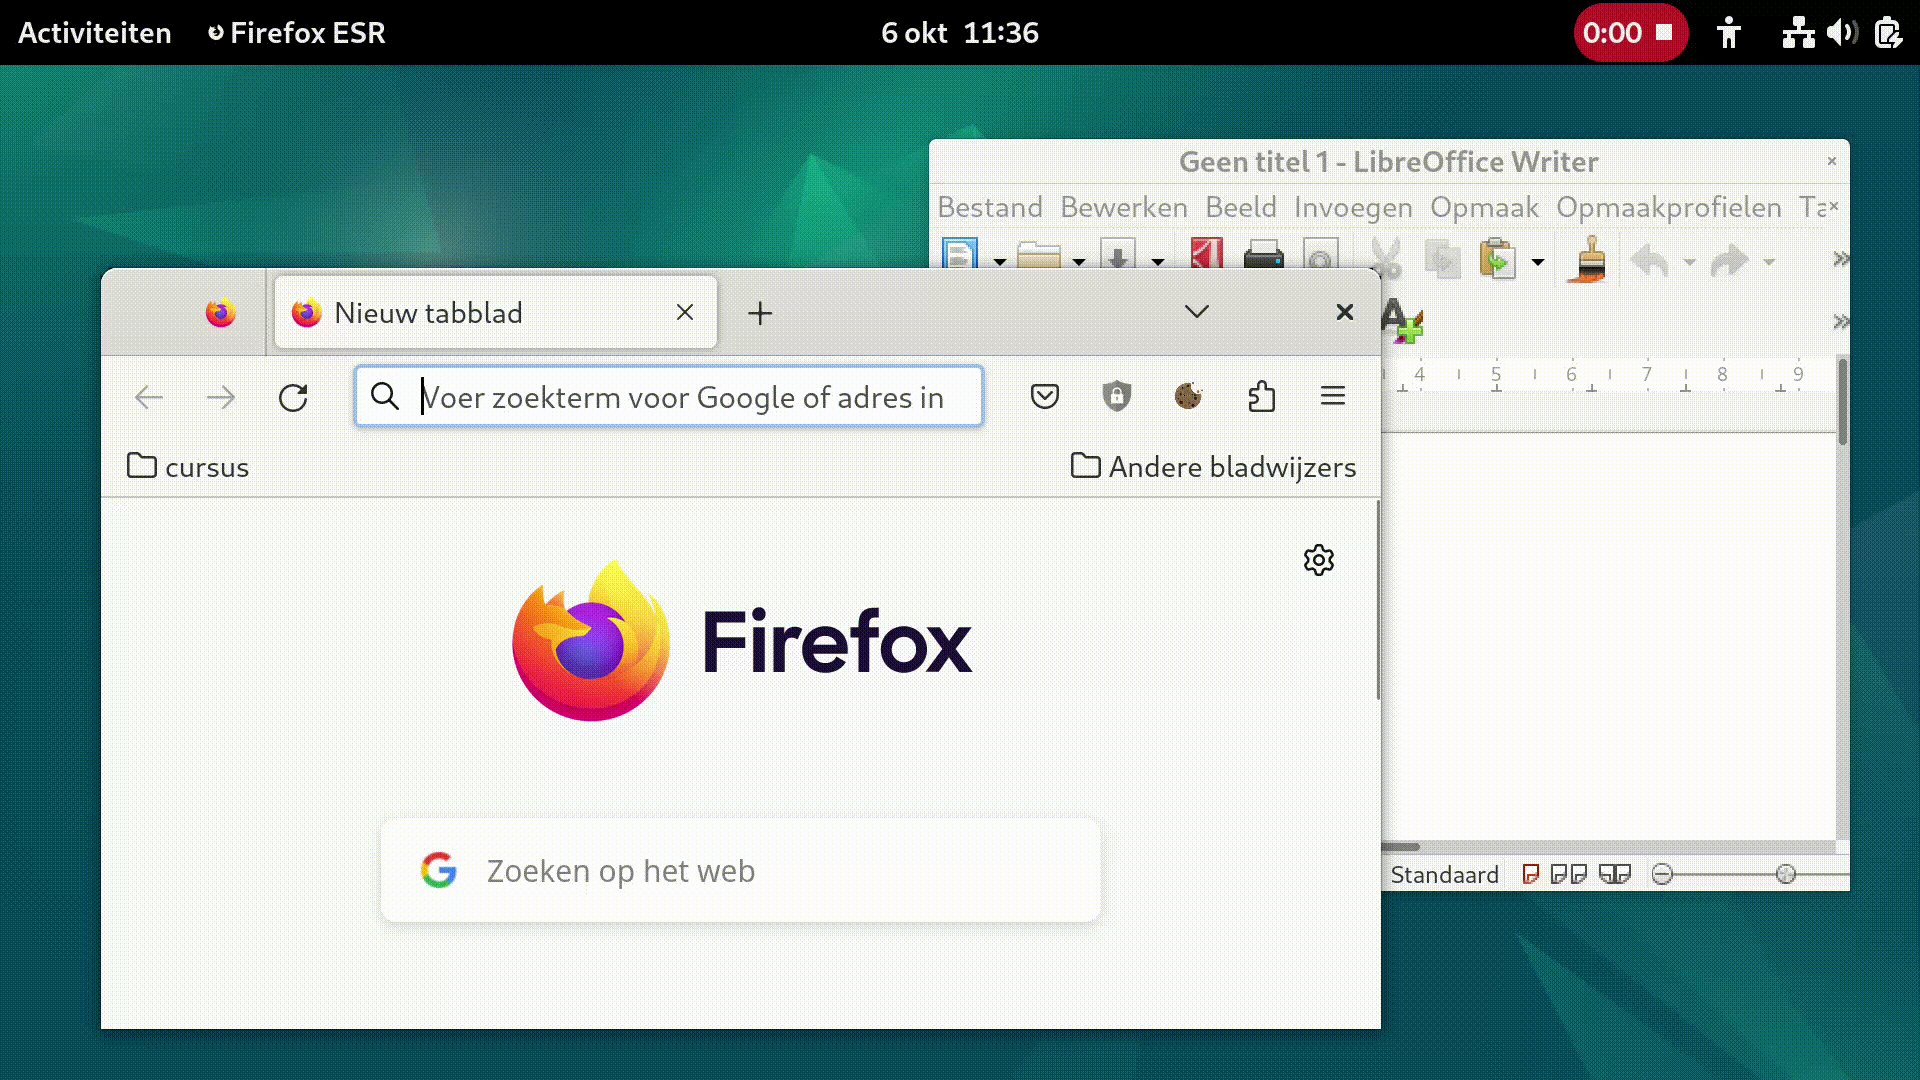 Activiteiten Firefox ESR 6 okt 11:36 0:00
Geen titel 1 - LibreOffice Writer
Bestand Bewerken Beeld Invoegen Opmaak Opmaakprofielen
Nieuw tabblad
4 5 6 7 8 9
Voer zoekterm voor Google of adres in
cursus Andere bladwijzers
Firefox
Zoeken op het web
Standaard